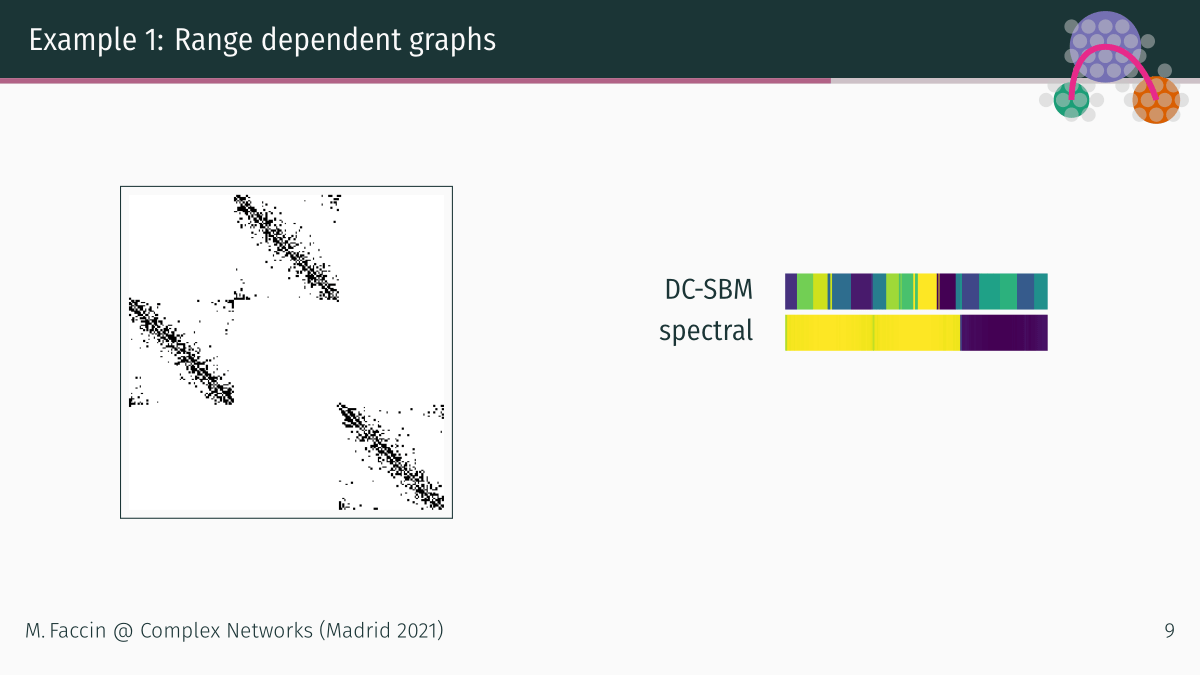 Example 1: Range dependent graphs
DC-SBM
spectral
M. Faccin @ Complex Networks (Madrid 2021)
9